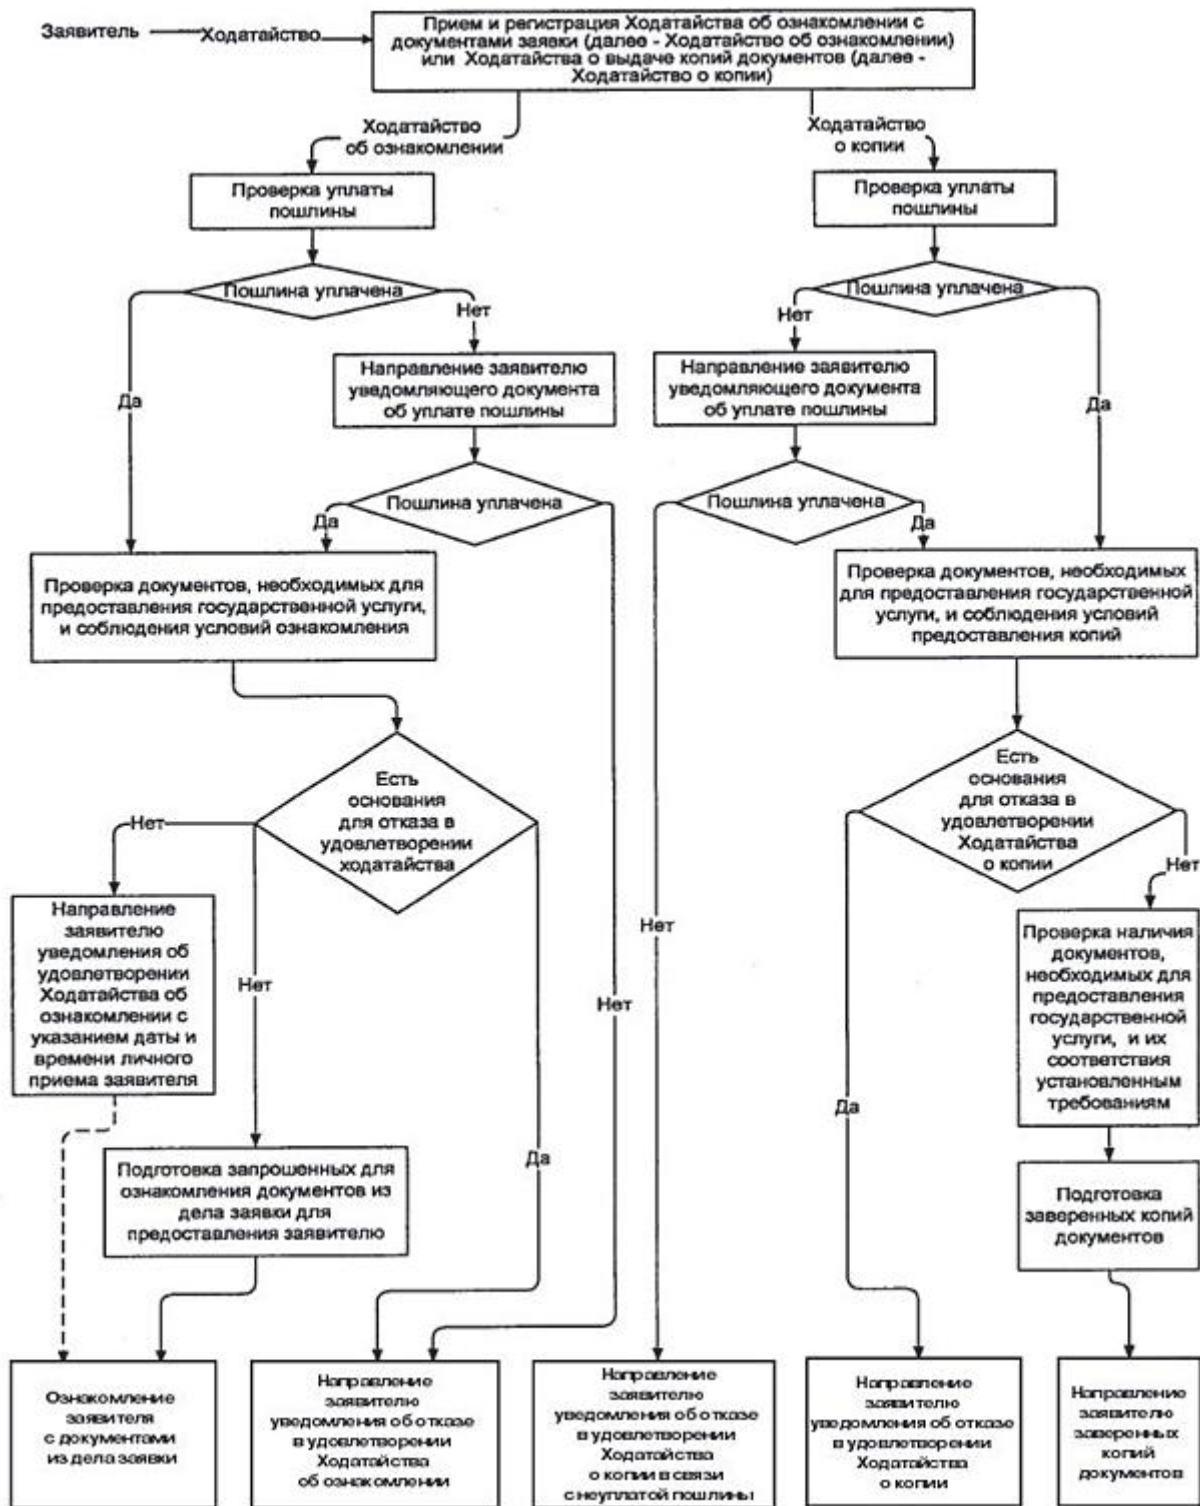 Заявитель
Ходатайство
Прием и регистрация Ходатайства об ознакомлении с
документами заявки (далее - Ходатайство об ознакомлении)
или Ходатайства о выдаче копий документов (далее -
Ходатайство о копии)
Ходатайство
об ознакомлении
Ходатайство
о копии
Проверка уплаты
пошлины
Проверка уплаты
пошлины
Пошлина уплачена
Пошлина уплачена
Нет
Нет
Да
Да
Направление заявителю
уведомляющего документа
об уплате пошлины
Направление заявителю
уведомляющего документа
об уплате пошлины
Пошлина уплачена
Пошлина уплачена
Да
Да
Проверка документов, необходимых для
предоставления государственной услуги,
и соблюдения условий ознакомления
Проверка документов, необходимых
для предоставления государственной
услуги, и соблюдения условий
предоставления копий
Есть
основания
для отказа в
удовлетворении
ходатайства
Есть
основания
для отказа в
удовлетворении
Ходатайства
о копии
Нет
Нет
Направление
заявителю
уведомления об
удовлетворении
Ходатайства об
ознакомлении с
указанием даты и
времени личного
приема заявителя
Нет
Нет
Нет
Проверка наличия
документов,
необходимых для
предоставления
государственной
услуги, и их
соответствия
установленным
требованиям
Да
Да
Подготовка запрошенных для
ознакомления документов из
дела заявки для
предоставления заявителю
Подготовка
заверенных копий
документов
Ознакомление
заявителя
с документами
из дела заявки
Направление
заявителю
уведомления об отказе
в удовлетворении
Ходатайства
об ознакомлении
Направление
заявителю
уведомления об отказе
в удовлетворении
Ходатайства
о копии в связи
с неуплатой пошлины
Направление
заявителю
уведомления об отказе
в удовлетворении
Ходатайства
о копии
Направление
заявителю
заверенных
копий
документов